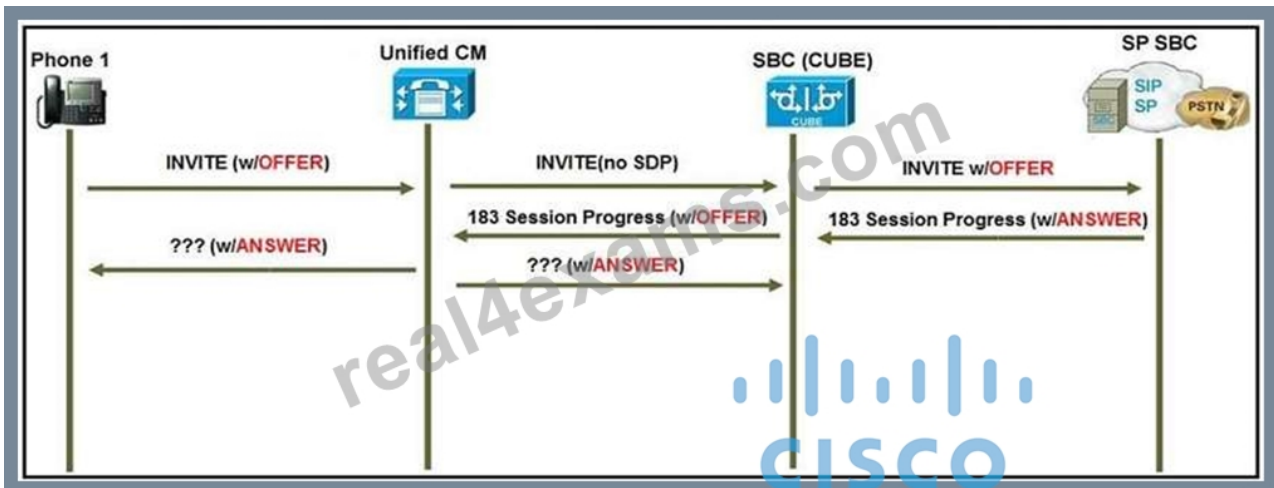 Phone 1
Unified CM
SBC (CUBE)
CUBE
SP SBC
SIP
SP
SBC
PSTN
INVITE (w/OFFER)
INVITE(no SDP)
INVITE w/OFFER
183 Session Progress (w/OFFER)
183 Session Progress (w/ANSWER)
??? (w/ANSWER)
??? (w/ANSWER)
real4exams.com
CISCO